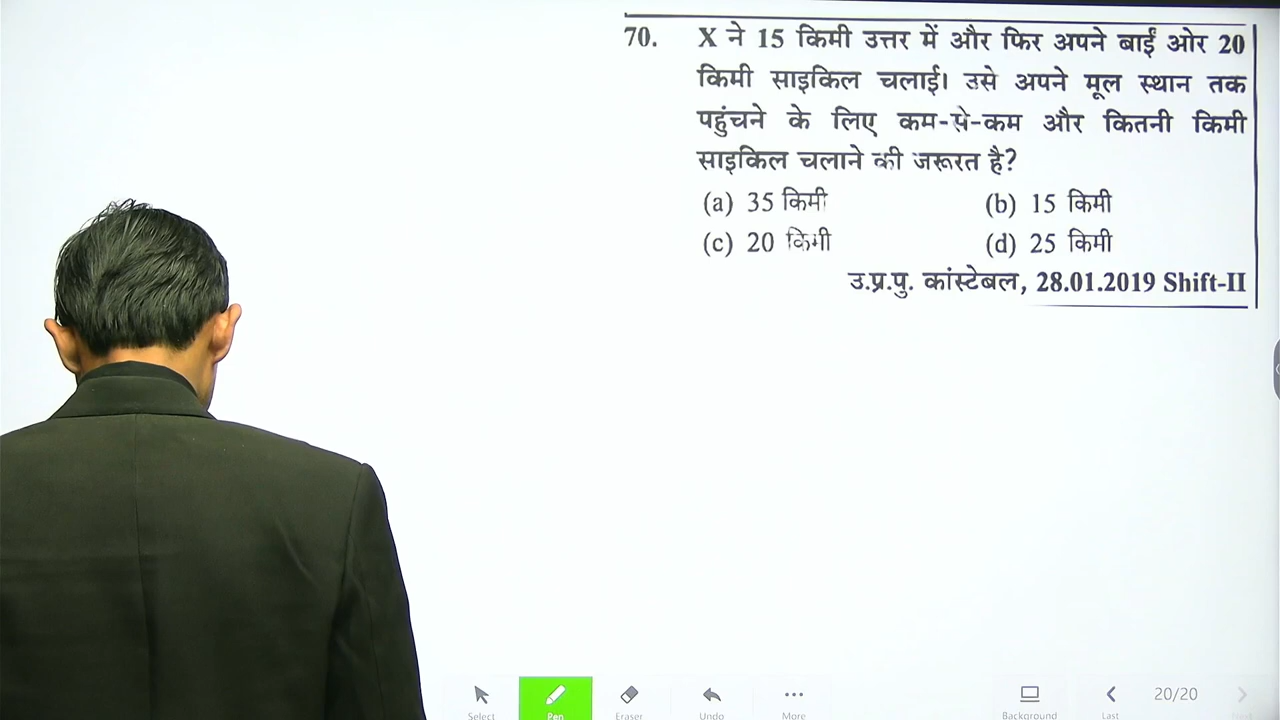 70. X ने 15 किमी उत्तर में और फिर अपने बाईं ओर 20
किमी साइकिल चलाई। उसे अपने मूल स्थान तक
पहुंचने के लिए कम-से-कम और कितनी किमी
साइकिल चलाने की जरूरत है?
(a) 35 किमी (b) 15 किमी
(c) 20 किमी (d) 25 किमी
उ.प्र.पु. कांस्टेबल, 28.01.2019 Shift-II
Select Pen Eraser Undo More Background Last 20/20